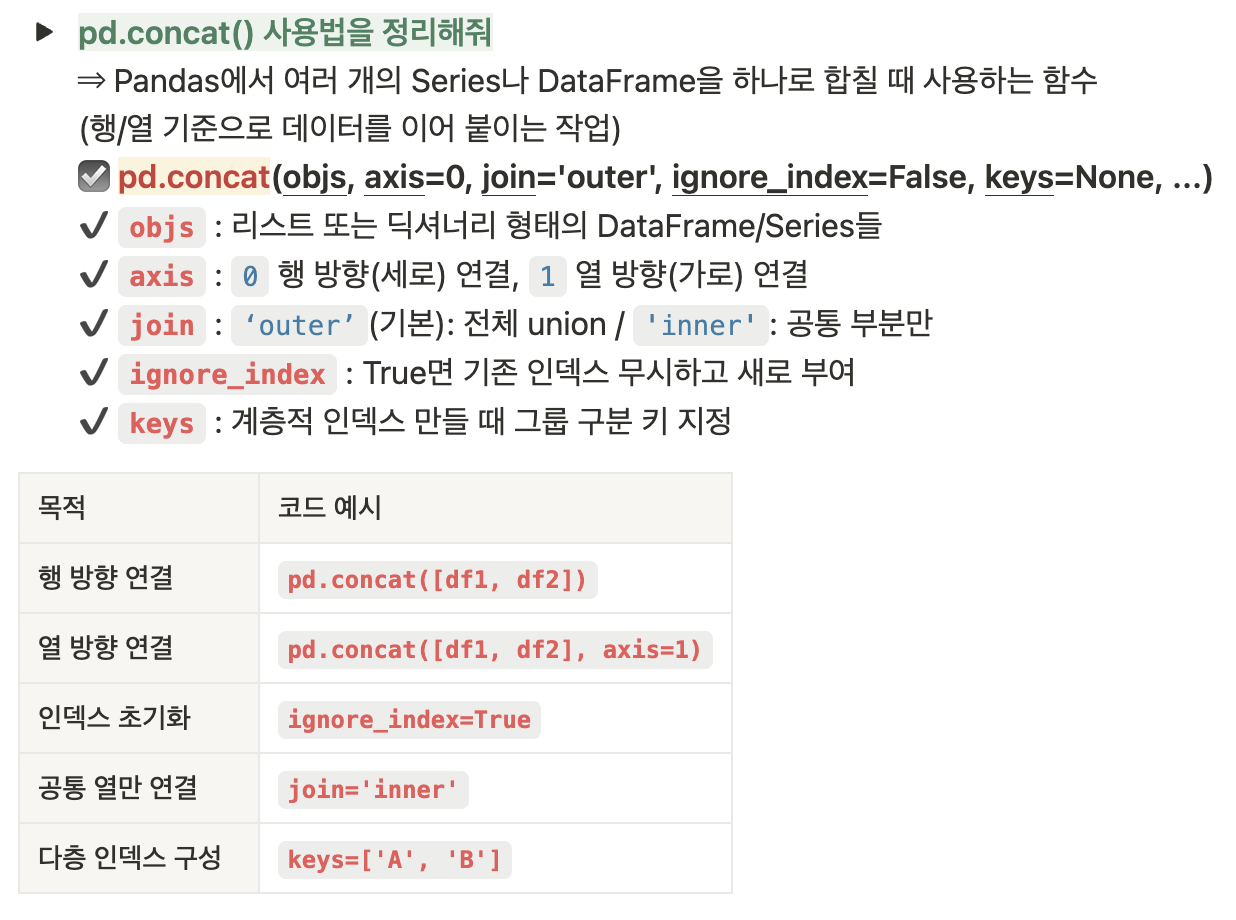 pd.concat() 사용법을 정리해줘
⇒ Pandas에서 여러 개의 Series나 DataFrame을 하나로 합칠 때 사용하는 함수
(행/열 기준으로 데이터를 이어 붙이는 작업)
☑️ pd.concat(objs, axis=0, join='outer', ignore_index=False, keys=None, ...)
✔ objs : 리스트 또는 딕셔너리 형태의 DataFrame/Series들
✔ axis : 0 행 방향(세로) 연결, 1 열 방향(가로) 연결
✔ join : ‘outer’ (기본): 전체 union / 'inner' : 공통 부분만
✔ ignore_index : True면 기존 인덱스 무시하고 새로 부여
✔ keys : 계층적 인덱스 만들 때 그룹 구분 키 지정
목적 코드 예시
행 방향 연결 pd.concat([df1, df2])
열 방향 연결 pd.concat([df1, df2], axis=1)
인덱스 초기화 ignore_index=True
공통 열만 연결 join='inner'
다층 인덱스 구성 keys=['A', 'B']